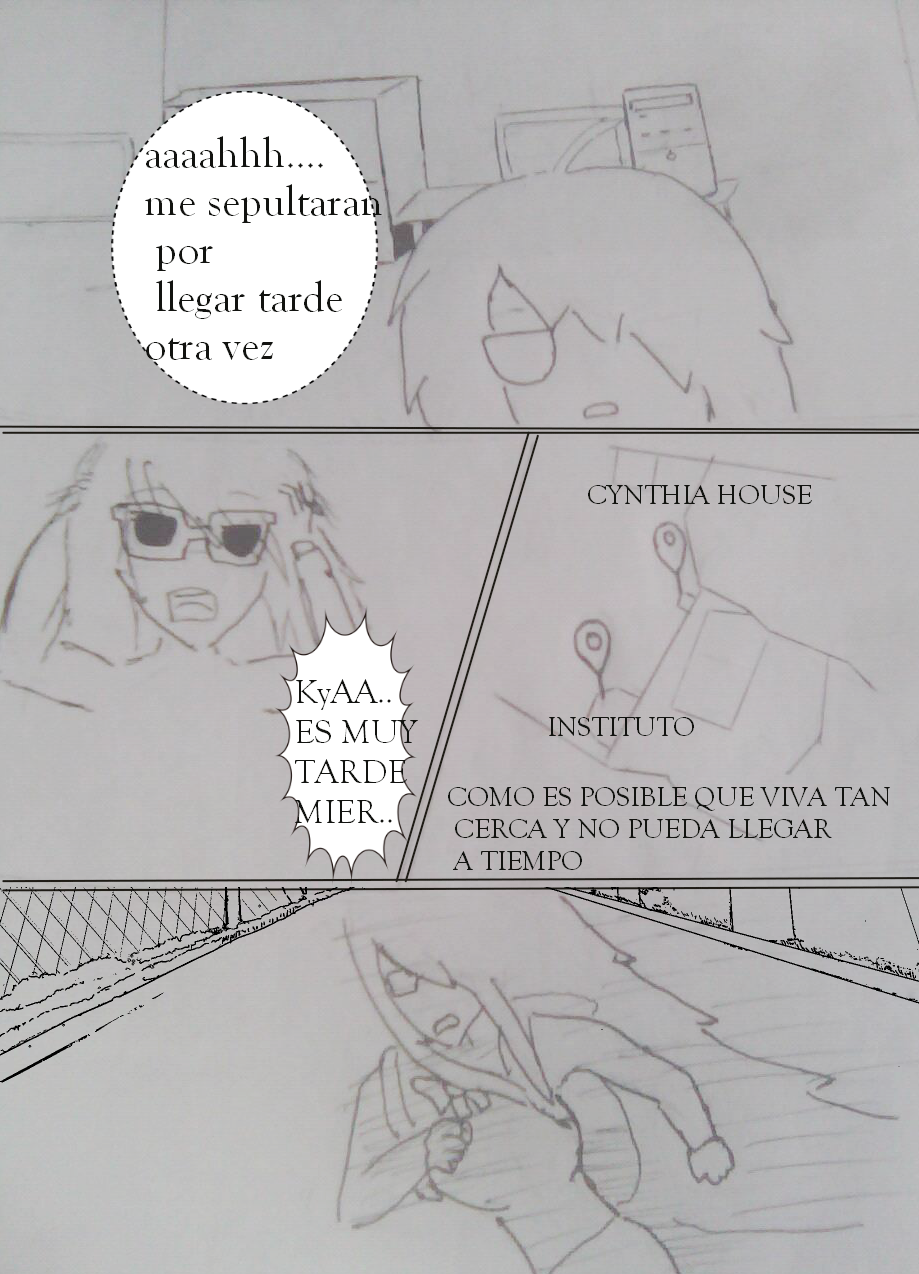 aaaahhh....
me sepultaran
por
llegar tarde
otra vez
KyAA..
ES MUY
TARDE
MIER..
CYNTHIA HOUSE
INSTITUTO
COMO ES POSIBLE QUE VIVA TAN
CERCA Y NO PUEDA LLEGAR
A TIEMPO